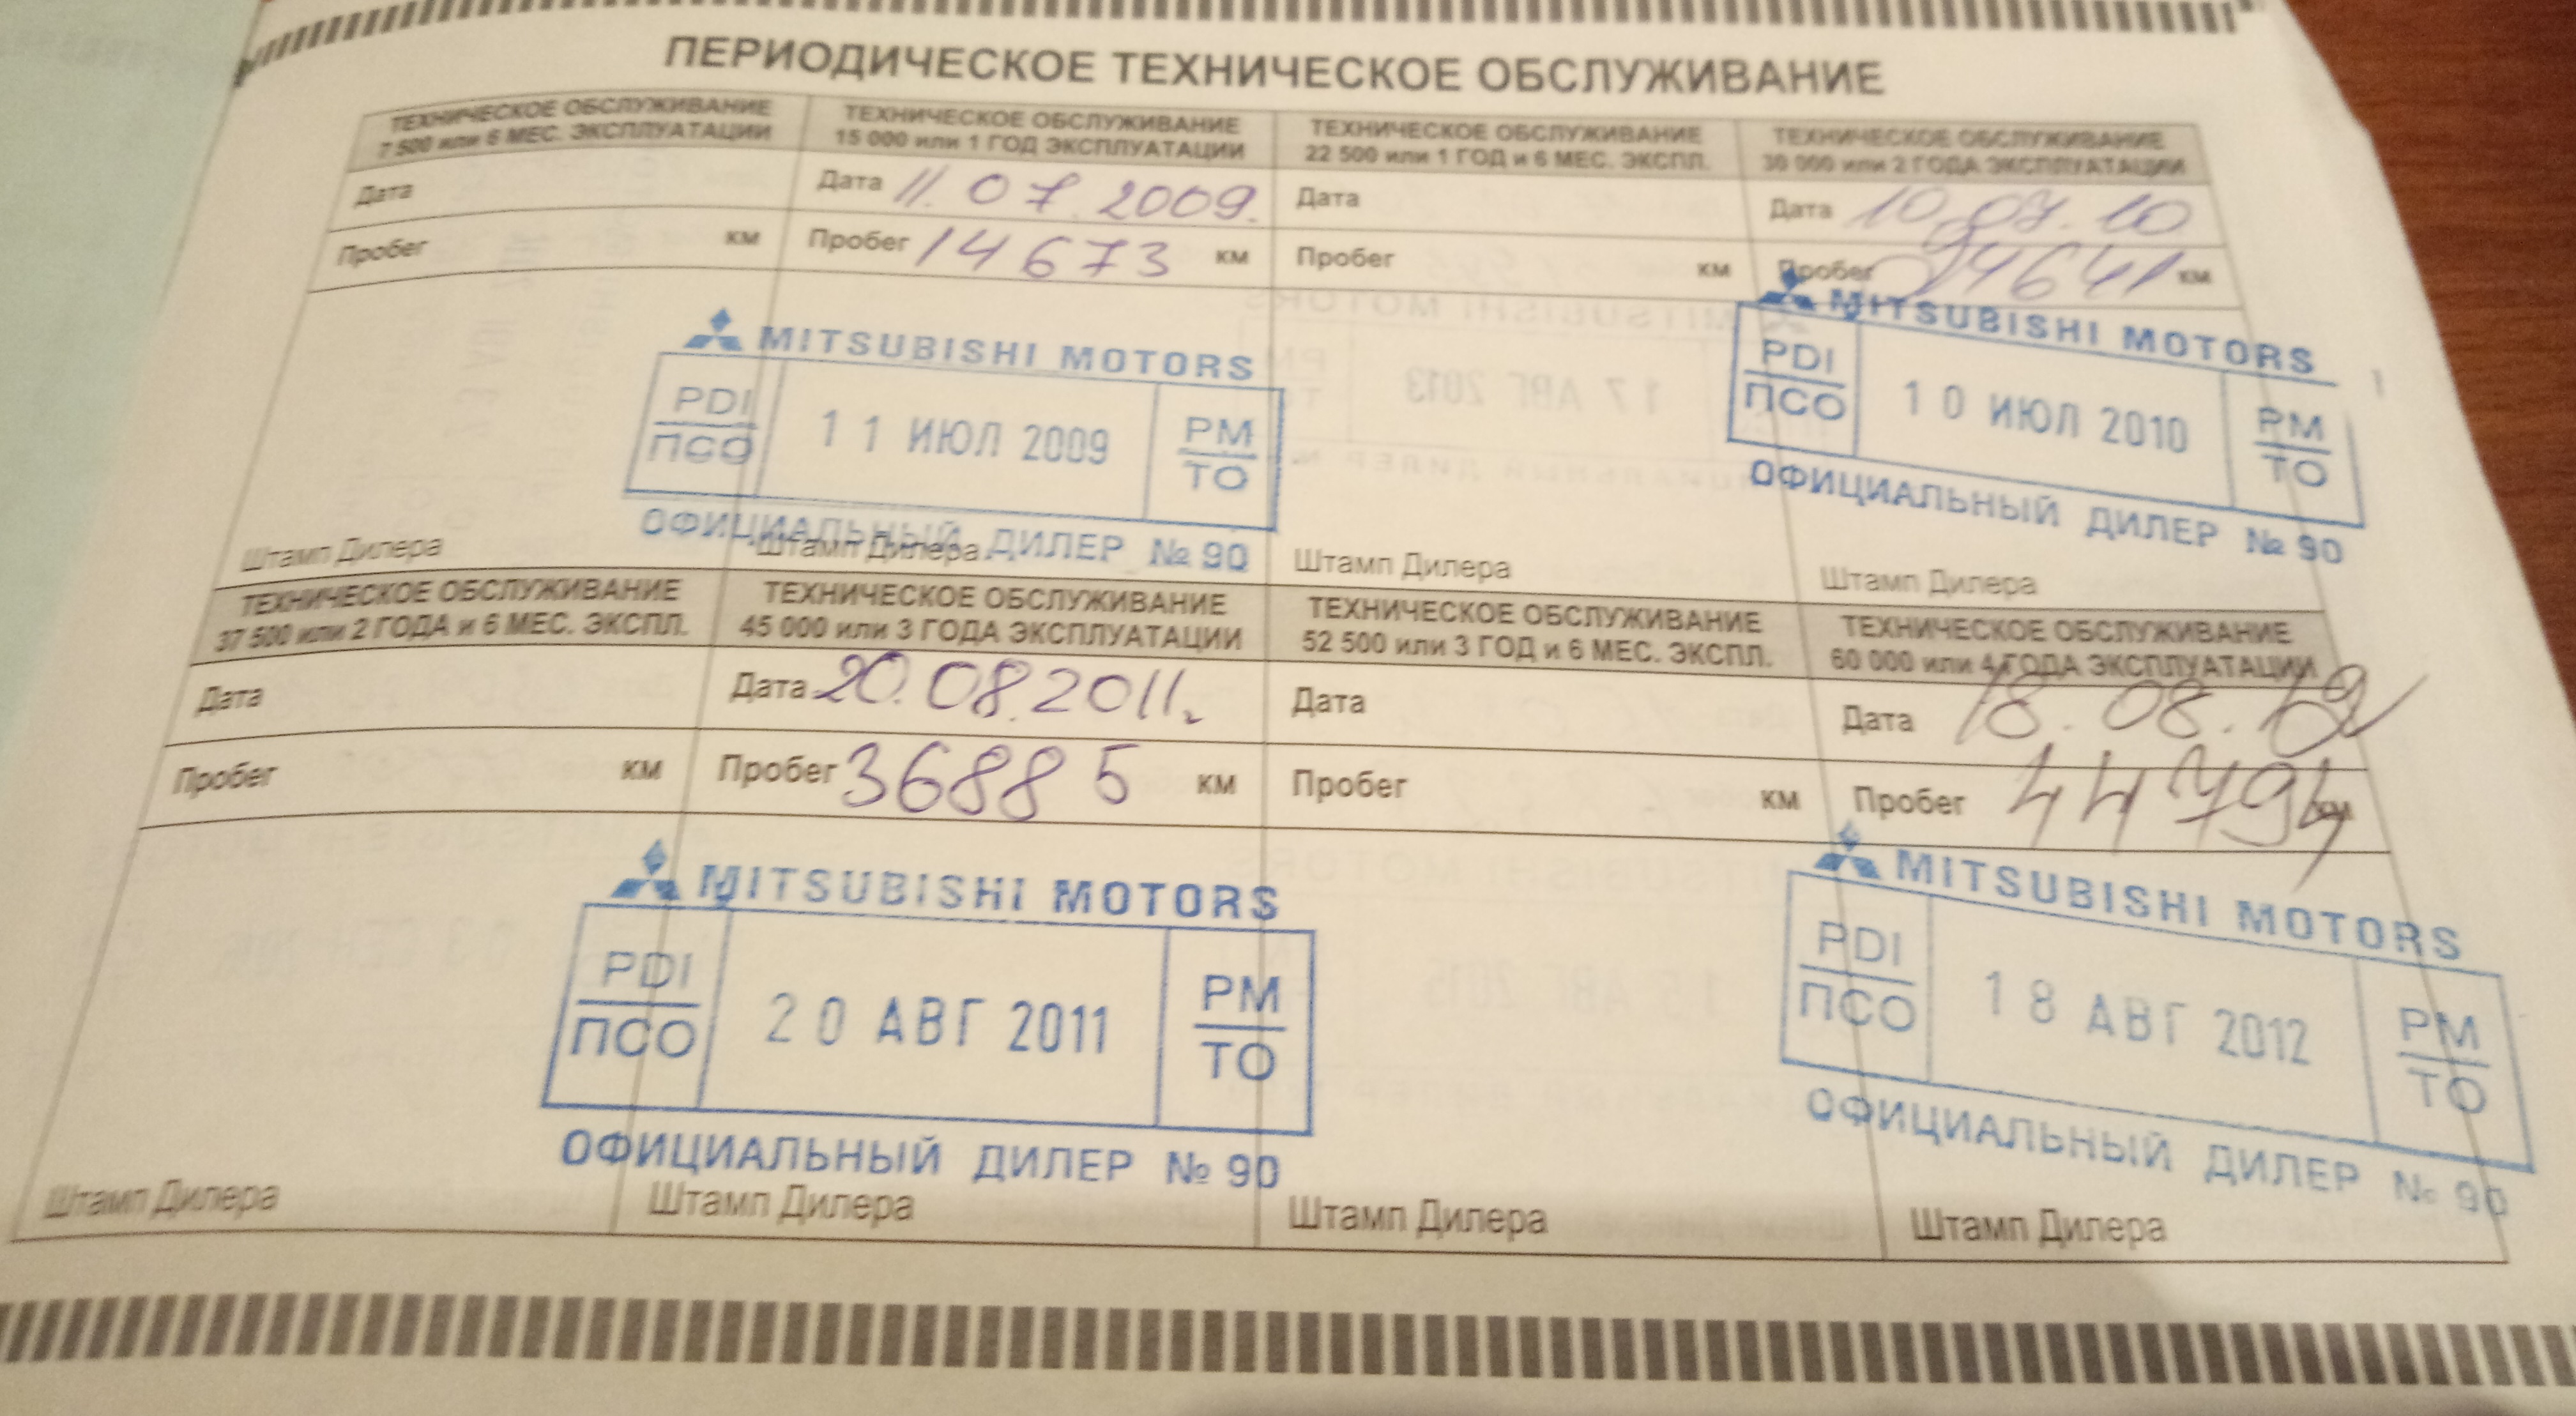 ПЕРИОДИЧЕСКОЕ ТЕХНИЧЕСКОЕ ОБСЛУЖИВАНИЕ
ТЕХНИЧЕСКОЕ ОБСЛУЖИВАНИЕ
7 500 или 6 МЕС. ЭКСПЛУАТАЦИИ
Дата
Пробег км
Штамп Дилера
ТЕХНИЧЕСКОЕ ОБСЛУЖИВАНИЕ
15 000 или 1 ГОД ЭКСПЛУАТАЦИИ
Дата 11.07.2009.
Пробег 14673 км
MITSUBISHI MOTORS
PDI
ПСО
11 ИЮЛ 2009
PM
ТО
ОФИЦИАЛЬНЫЙ ДИЛЕР № 90
Штамп Дилера
ТЕХНИЧЕСКОЕ ОБСЛУЖИВАНИЕ
22 500 или 1 ГОД и 6 МЕС. ЭКСПЛ.
Дата
Пробег км
Штамп Дилера
ТЕХНИЧЕСКОЕ ОБСЛУЖИВАНИЕ
30 000 или 2 ГОДА ЭКСПЛУАТАЦИИ
Дата 10.07.10
Пробег 24641 км
MITSUBISHI MOTORS
PDI
ПСО
10 ИЮЛ 2010
PM
ТО
ОФИЦИАЛЬНЫЙ ДИЛЕР № 90
Штамп Дилера
ТЕХНИЧЕСКОЕ ОБСЛУЖИВАНИЕ
37 500 или 2 ГОДА и 6 МЕС. ЭКСПЛ.
Дата
Пробег км
Штамп Дилера
ТЕХНИЧЕСКОЕ ОБСЛУЖИВАНИЕ
45 000 или 3 ГОДА ЭКСПЛУАТАЦИИ
Дата 20.08.2011г.
Пробег 36885 км
MITSUBISHI MOTORS
PDI
ПСО
20 АВГ 2011
PM
ТО
ОФИЦИАЛЬНЫЙ ДИЛЕР № 90
Штамп Дилера
ТЕХНИЧЕСКОЕ ОБСЛУЖИВАНИЕ
52 500 или 3 ГОД и 6 МЕС. ЭКСПЛ.
Дата
Пробег км
Штамп Дилера
ТЕХНИЧЕСКОЕ ОБСЛУЖИВАНИЕ
60 000 или 4 ГОДА ЭКСПЛУАТАЦИИ
Дата 18.08.12
Пробег 44794 км
MITSUBISHI MOTORS
PDI
ПСО
18 АВГ 2012
PM
ТО
ОФИЦИАЛЬНЫЙ ДИЛЕР № 90
Штамп Дилера